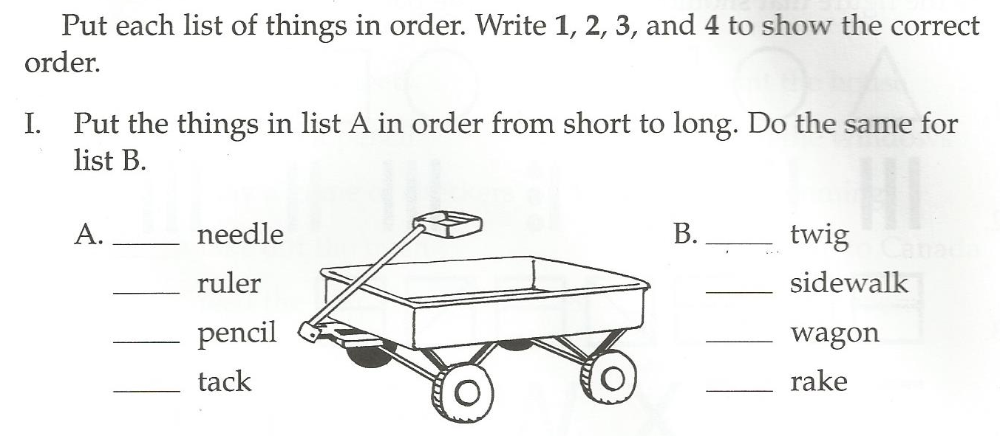 Put each list of things in order. Write 1, 2, 3, and 4 to show the correct
order.
I. Put the things in list A in order from short to long. Do the same for
list B.
A. _____ needle
_____ ruler
_____ pencil
_____ tack
B. _____ twig
_____ sidewalk
_____ wagon
_____ rake